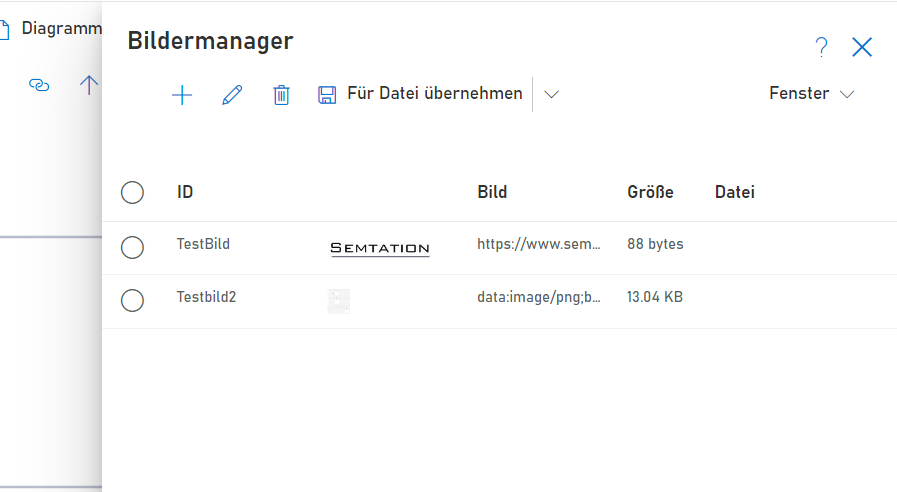 Diagramm
Bildermanager
?
Für Datei übernehmen
Fenster
ID Bild Größe Datei
TestBild SEMTATION https://www.sem... 88 bytes
Testbild2 data:image/png;b... 13.04 KB